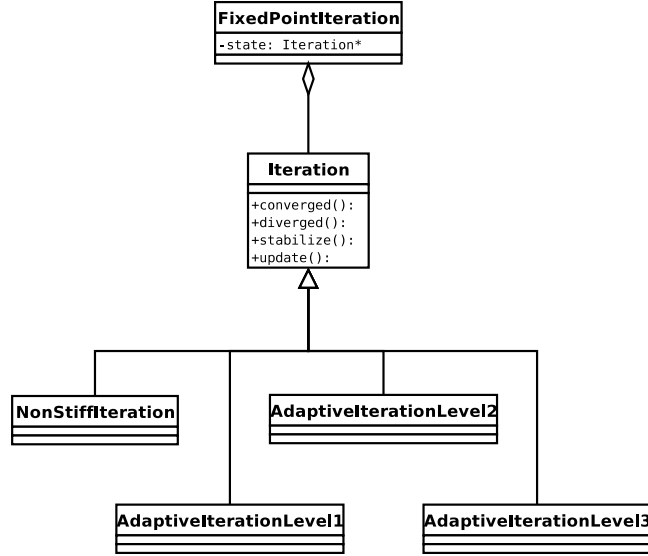 FixedPointIteration
-state: Iteration*
Iteration
+converged():
+diverged():
+stabilize():
+update():
NonStiffIteration
AdaptiveIterationLevel2
AdaptiveIterationLevel1
AdaptiveIterationLevel3